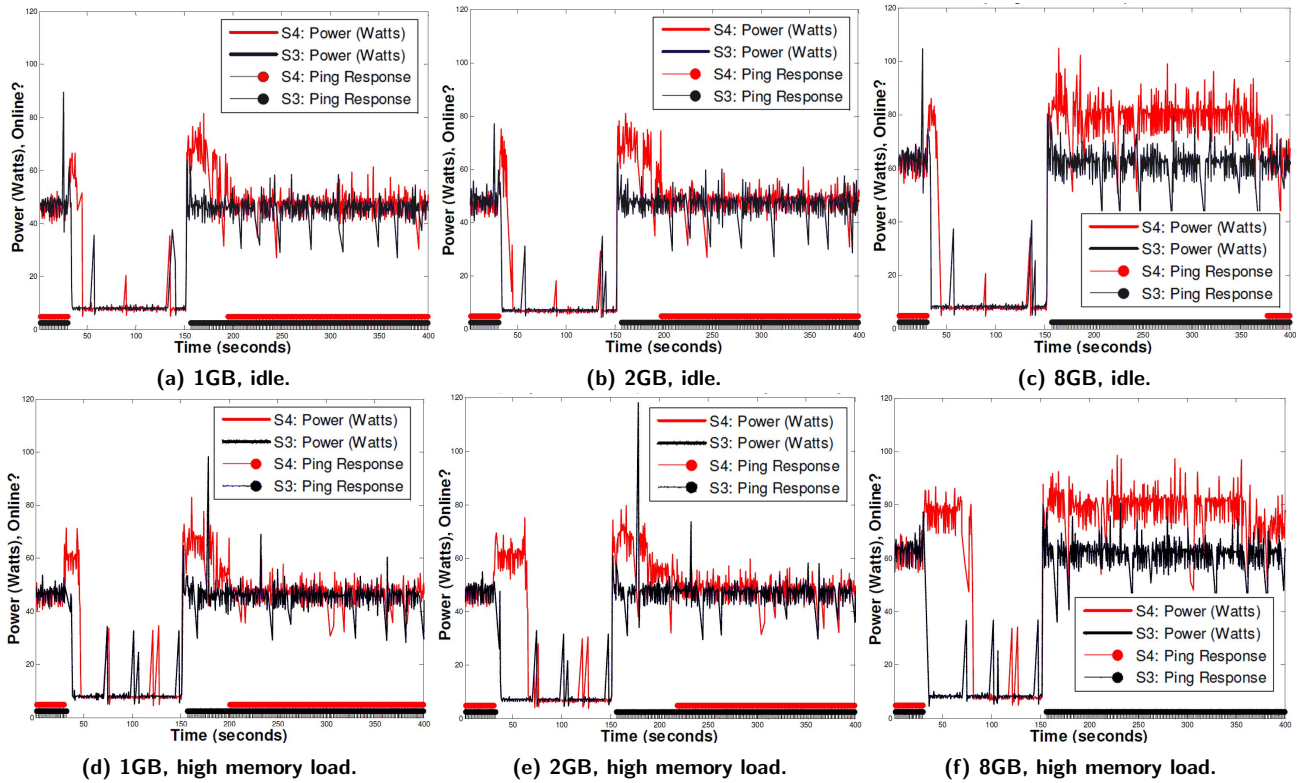 120
100
80
60
40
20
0
Power (Watts), Online?
S4: Power (Watts)
S3: Power (Watts)
S4: Ping Response
S3: Ping Response
50 100 150 200 250 300 350 400
Time (seconds)
(a) 1GB, idle.
120
100
80
60
40
20
0
S4: Power (Watts)
S3: Power (Watts)
S4: Ping Response
S3: Ping Response
50 100 150 200 250 300 350 400
Time (seconds)
(b) 2GB, idle.
120
100
80
60
40
20
0
Power (Watts), Online?
S4: Power (Watts)
S3: Power (Watts)
S4: Ping Response
S3: Ping Response
50 100 150 200 250 300 350 400
Time (seconds)
(c) 8GB, idle.
120
100
80
60
40
20
0
Power (Watts), Online?
S4: Power (Watts)
S3: Power (Watts)
S4: Ping Response
S3: Ping Response
50 100 150 200 250 300 350 400
Time (seconds)
(d) 1GB, high memory load.
120
100
80
60
40
20
0
S4: Power (Watts)
S3: Power (Watts)
S4: Ping Response
S3: Ping Response
50 100 150 200 250 300 350 400
Time (seconds)
(e) 2GB, high memory load.
120
100
80
60
40
20
0
Power (Watts), Online?
S4: Power (Watts)
S3: Power (Watts)
S4: Ping Response
S3: Ping Response
50 100 150 200 250 300 350 400
Time (seconds)
(f) 8GB, high memory load.